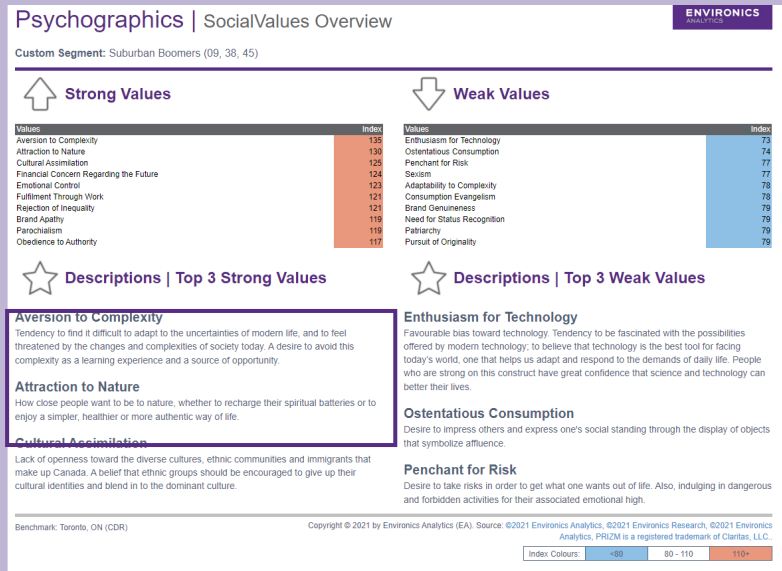 Psychographics | SocialValues Overview
ENVIRONICS
ANALYTICS
Custom Segment: Suburban Boomers (09, 38, 45)
Strong Values
Values Index
Aversion to Complexity 135
Attraction to Nature 130
Cultural Assimilation 125
Financial Concern Regarding the Future 124
Emotional Control 123
Fulfilment Through Work 121
Rejection of Inequality 121
Brand Apathy 119
Parochialism 119
Obedience to Authority 117
Weak Values
Values Index
Enthusiasm for Technology 73
Ostentatious Consumption 74
Penchant for Risk 77
Sexism 77
Adaptability to Complexity 78
Consumption Evangelism 78
Brand Genuineness 79
Need for Status Recognition 79
Patriarchy 79
Pursuit of Originality 79
Descriptions | Top 3 Strong Values
Aversion to Complexity
Tendency to find it difficult to adapt to the uncertainties of modern life, and to feel
threatened by the changes and complexities of society today. A desire to avoid this
complexity as a learning experience and a source of opportunity.
Attraction to Nature
How close people want to be to nature, whether to recharge their spiritual batteries or to
enjoy a simpler, healthier or more authentic way of life.
Cultural Assimilation
Lack of openness toward the diverse cultures, ethnic communities and immigrants that
make up Canada. A belief that ethnic groups should be encouraged to give up their
cultural identities and blend in to the dominant culture.
Descriptions | Top 3 Weak Values
Enthusiasm for Technology
Favourable bias toward technology. Tendency to be fascinated with the possibilities
offered by modern technology; to believe that technology is the best tool for facing
today's world, one that helps us adapt and respond to the demands of daily life. People
who are strong on this construct have great confidence that science and technology can
better their lives.
Ostentatious Consumption
Desire to impress others and express one's social standing through the display of objects
that symbolize affluence.
Penchant for Risk
Desire to take risks in order to get what one wants out of life. Also, indulging in dangerous
and forbidden activities for their associated emotional high.
Benchmark: Toronto, ON (CDR)
Copyright © 2021 by Environics Analytics (EA). Source: ©2021 Environics Analytics, ©2021 Environics Research, ©2021 Environics
Analytics, PRIZM is a registered trademark of Claritas, LLC..
Index Colours: <80 80 - 110 110+